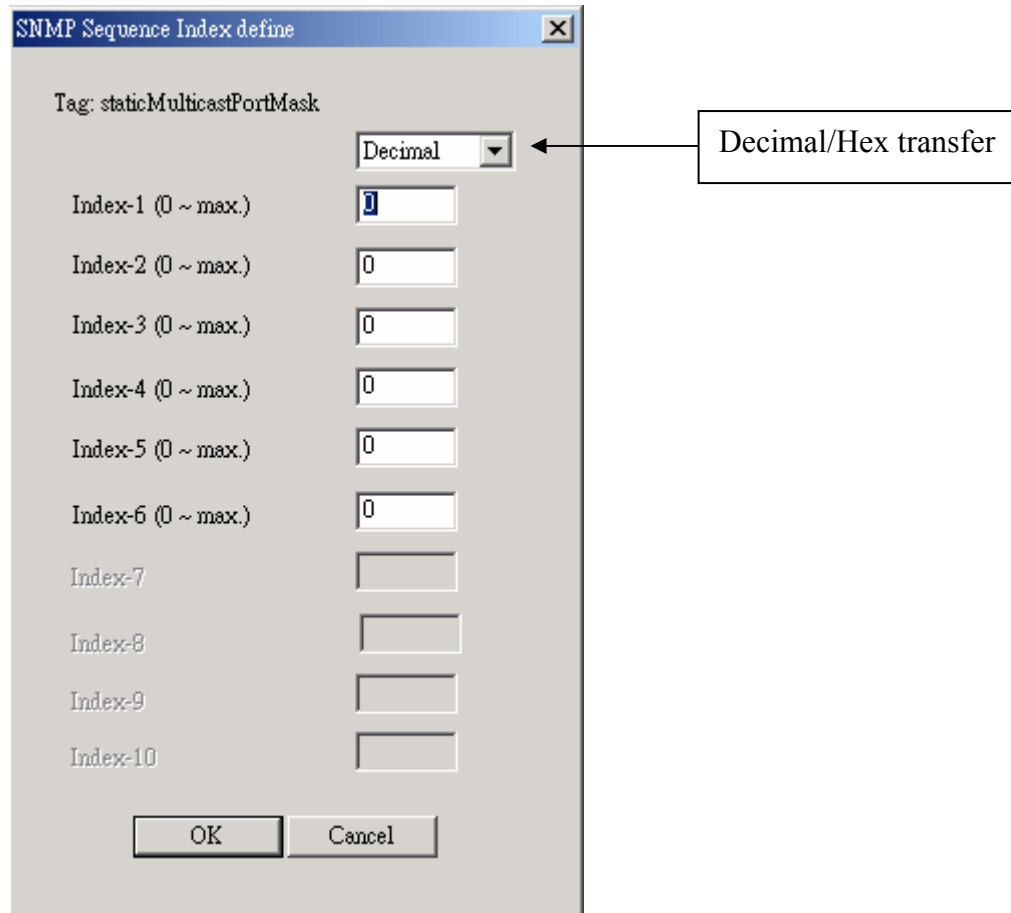 SNMP Sequence Index define
Tag: staticMulticastPortMask
Decimal
Decimal/Hex transfer
Index-1 (0 ~ max.) 0
Index-2 (0 ~ max.) 0
Index-3 (0 ~ max.) 0
Index-4 (0 ~ max.) 0
Index-5 (0 ~ max.) 0
Index-6 (0 ~ max.) 0
Index-7
Index-8
Index-9
Index-10
OK Cancel